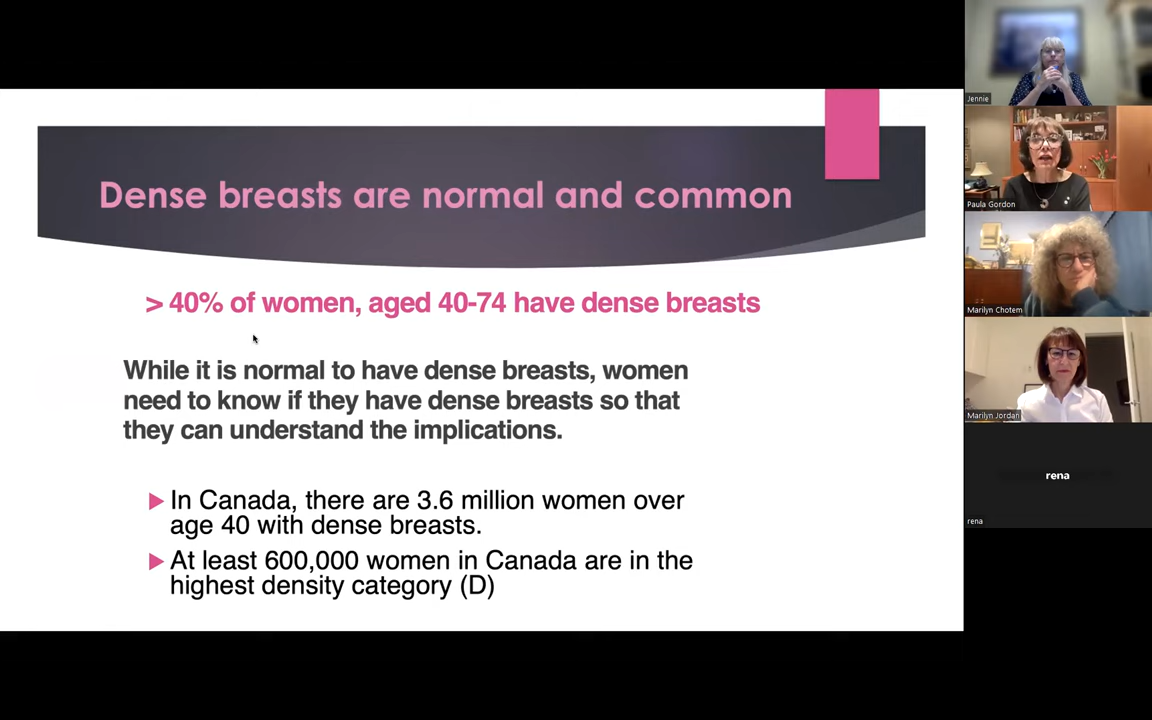 Dense breasts are normal and common
> 40% of women, aged 40-74 have dense breasts
While it is normal to have dense breasts, women
need to know if they have dense breasts so that
they can understand the implications.
In Canada, there are 3.6 million women over
age 40 with dense breasts.
At least 600,000 women in Canada are in the
highest density category (D)
Jennie
Paula Gordon
Marilyn Chotem
Marilyn Jordan
rena
rena